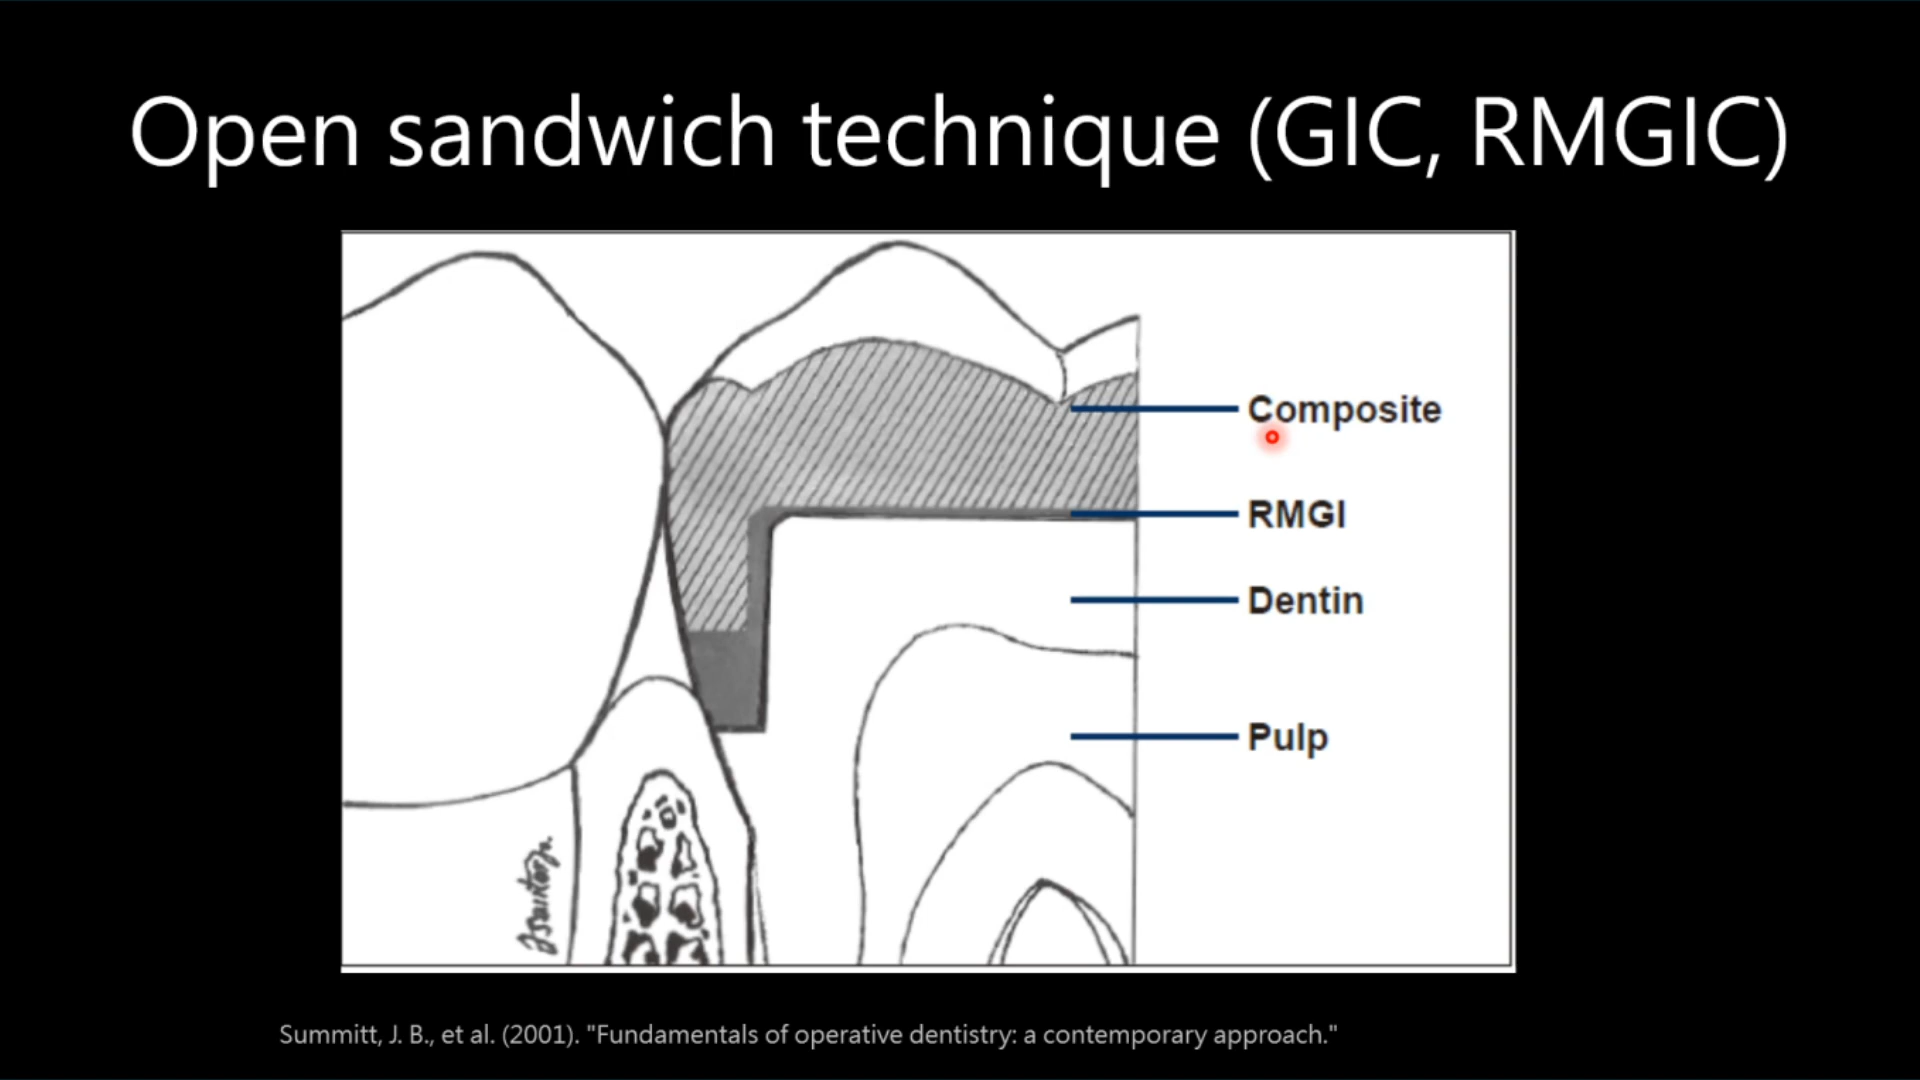 Open sandwich technique (GIC, RMGIC)
Composite
RMGI
Dentin
Pulp
Summitt, J. B., et al. (2001). "Fundamentals of operative dentistry: a contemporary approach."